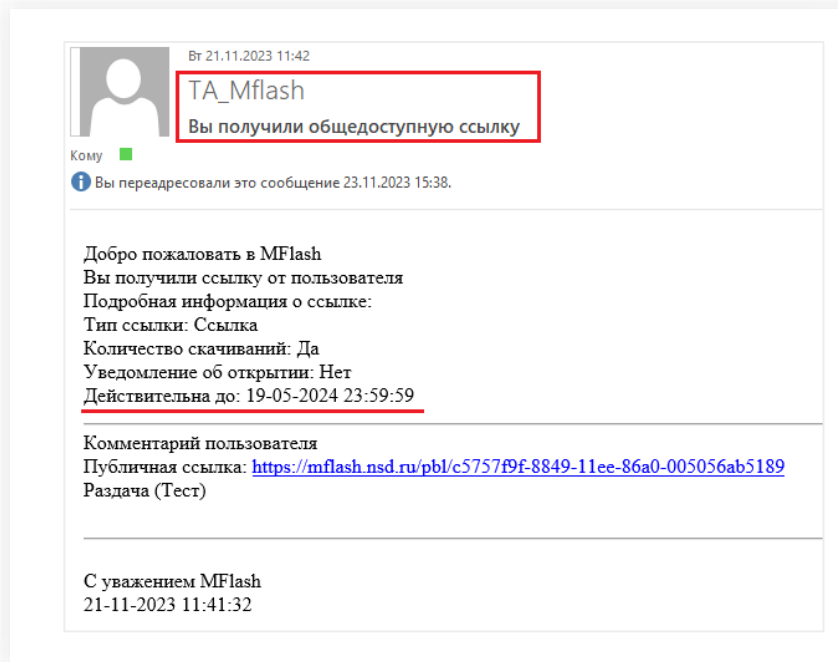 Вт 21.11.2023 11:42
TA_Mflash
Вы получили общедоступную ссылку
Кому
Вы переадресовали это сообщение 23.11.2023 15:38.
Добро пожаловать в MFlash
Вы получили ссылку от пользователя
Подробная информация о ссылке:
Тип ссылки: Ссылка
Количество скачиваний: Да
Уведомление об открытии: Нет
Действительна до: 19-05-2024 23:59:59
Комментарий пользователя
Публичная ссылка: https://mflash.nsd.ru/pbl/c5757f9f-8849-11ee-86a0-005056ab5189
Раздача (Тест)
С уважением MFlash
21-11-2023 11:41:32